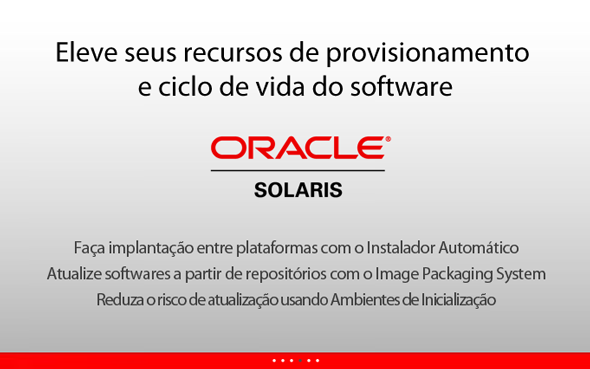 Eleve seus recursos de provisionamento
e ciclo de vida do software
ORACLE®
SOLARIS
Faça implantação entre plataformas com o Instalador Automático
Atualize softwares a partir de repositórios com o Image Packaging System
Reduza o risco de atualização usando Ambientes de Inicialização